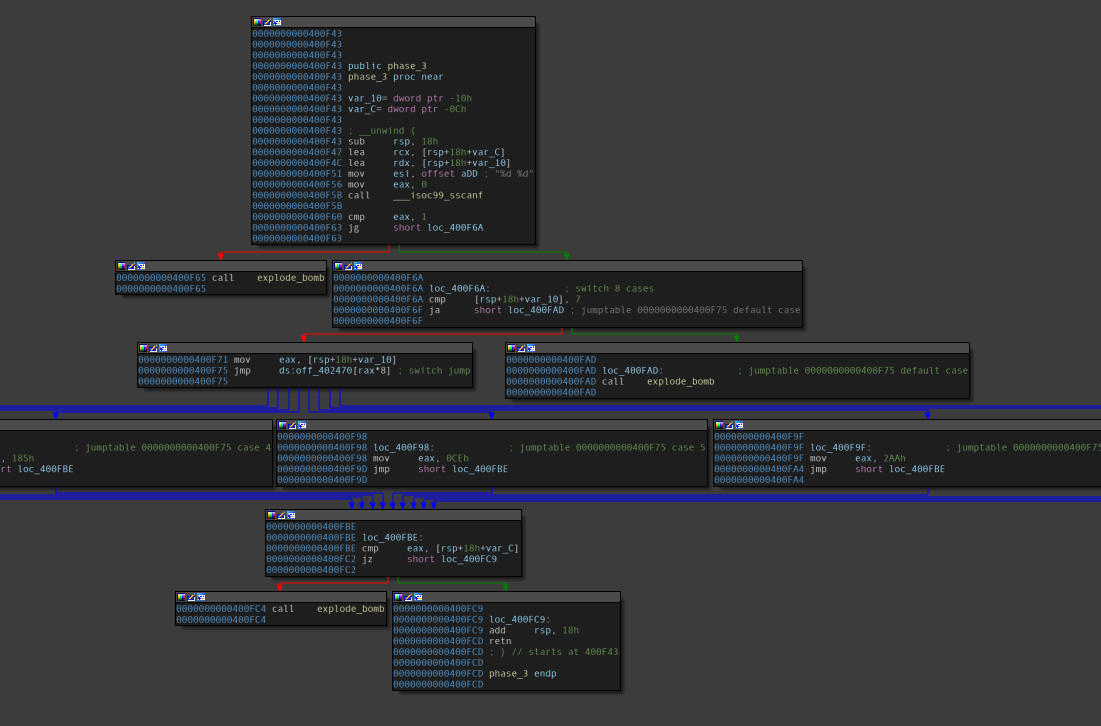 0000000000400F43
0000000000400F43
0000000000400F43
0000000000400F43 public phase_3
0000000000400F43 phase_3 proc near
0000000000400F43
0000000000400F43 var_10= dword ptr -10h
0000000000400F43 var_C= dword ptr -0Ch
0000000000400F43
0000000000400F43 ; __unwind {
0000000000400F43 sub rsp, 18h
0000000000400F47 lea rcx, [rsp+18h+var_C]
0000000000400F4C lea rdx, [rsp+18h+var_10]
0000000000400F51 mov esi, offset aDD ; "%d %d"
0000000000400F56 mov eax, 0
0000000000400F5B call ___isoc99_sscanf
0000000000400F5B
0000000000400F60 cmp eax, 1
0000000000400F63 jg short loc_400F6A
0000000000400F63
0000000000400F65 call explode_bomb
0000000000400F65
0000000000400F6A
0000000000400F6A loc_400F6A: ; switch 8 cases
0000000000400F6A cmp [rsp+18h+var_10], 7
0000000000400F6F ja short loc_400FAD ; jumptable 0000000000400F75 default case
0000000000400F6F
0000000000400F71 mov eax, [rsp+18h+var_10]
0000000000400F75 jmp ds:off_402470[rax*8] ; switch jump
0000000000400F75
0000000000400FAD
0000000000400FAD loc_400FAD: ; jumptable 0000000000400F75 default case
0000000000400FAD call explode_bomb
0000000000400FAD
; jumptable 0000000000400F75 case 4
, 185h
rt loc_400FBE
0000000000400F98
0000000000400F98 loc_400F98: ; jumptable 0000000000400F75 case 5
0000000000400F98 mov eax, 0CEh
0000000000400F9D jmp short loc_400FBE
0000000000400F9D
0000000000400F9F
0000000000400F9F loc_400F9F: ; jumptable 0000000000400F75
0000000000400F9F mov eax, 2AAh
0000000000400FA4 jmp short loc_400FBE
0000000000400FA4
0000000000400FBE
0000000000400FBE loc_400FBE:
0000000000400FBE cmp eax, [rsp+18h+var_C]
0000000000400FC2 jz short loc_400FC9
0000000000400FC2
0000000000400FC4 call explode_bomb
0000000000400FC4
0000000000400FC9
0000000000400FC9 loc_400FC9:
0000000000400FC9 add rsp, 18h
0000000000400FCD retn
0000000000400FCD ; } // starts at 400F43
0000000000400FCD
0000000000400FCD phase_3 endp
0000000000400FCD